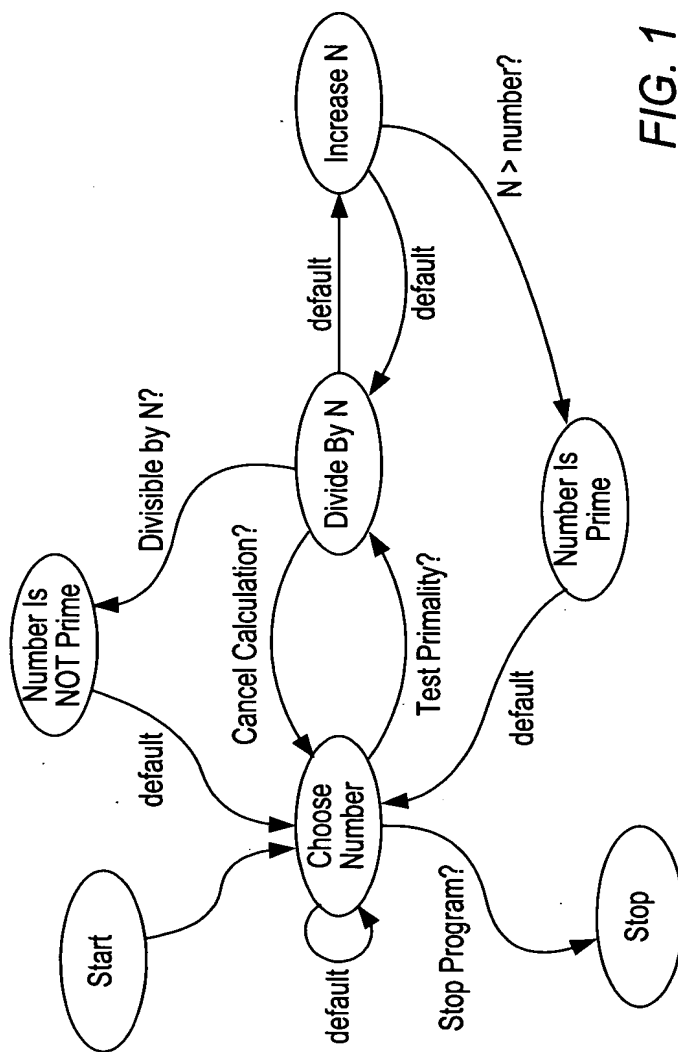 Start
Number Is
NOT Prime
default
Divisible by N?
Cancel Calculation?
default
Choose
Number
Divide By N
default
Increase N
Test Primality?
default
Stop Program?
default
N > number?
Number Is
Prime
Stop
FIG. 1